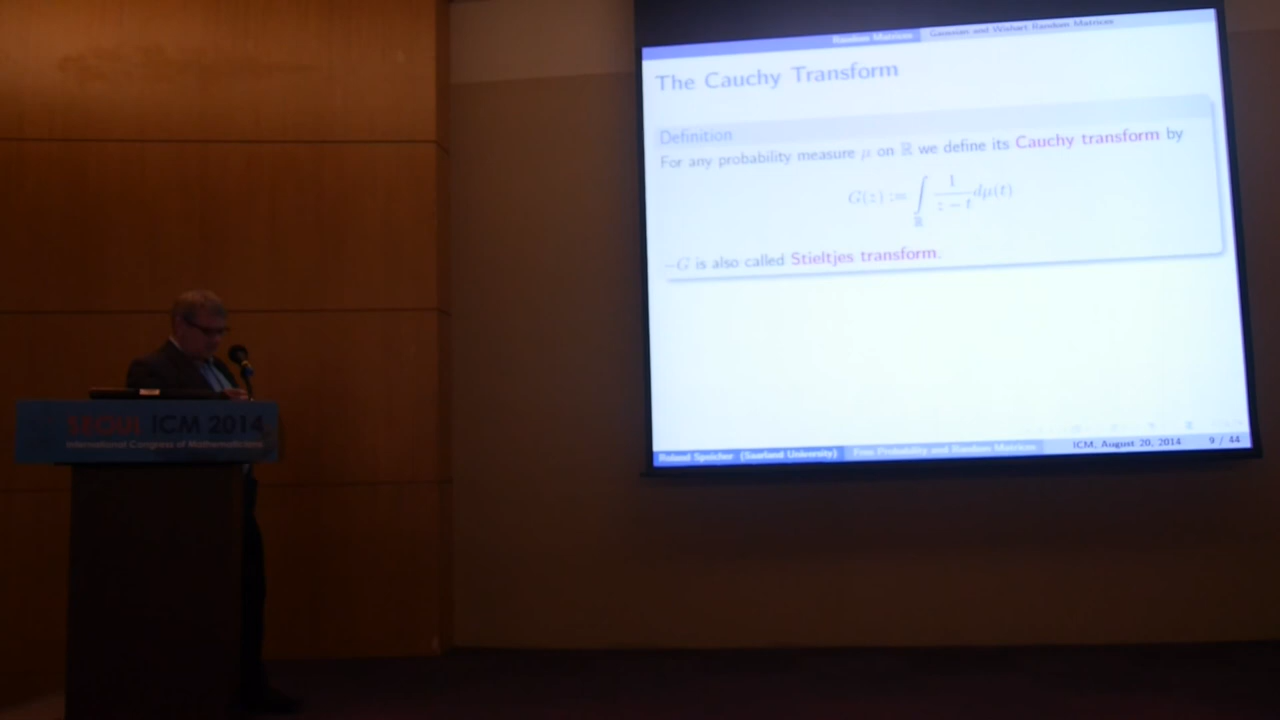 Random Matrices Gaussian and Wishart Random Matrices
The Cauchy Transform
Definition
For any probability measure μ on ℝ we define its Cauchy transform by
G(z) := ∫_ℝ 1/(z − t) dμ(t)
−G is also called Stieltjes transform.
Roland Speicher (Saarland University) Free Probability and Random Matrices ICM, August 20, 2014 9 / 44
SEOUL ICM 2014
International Congress of Mathematicians